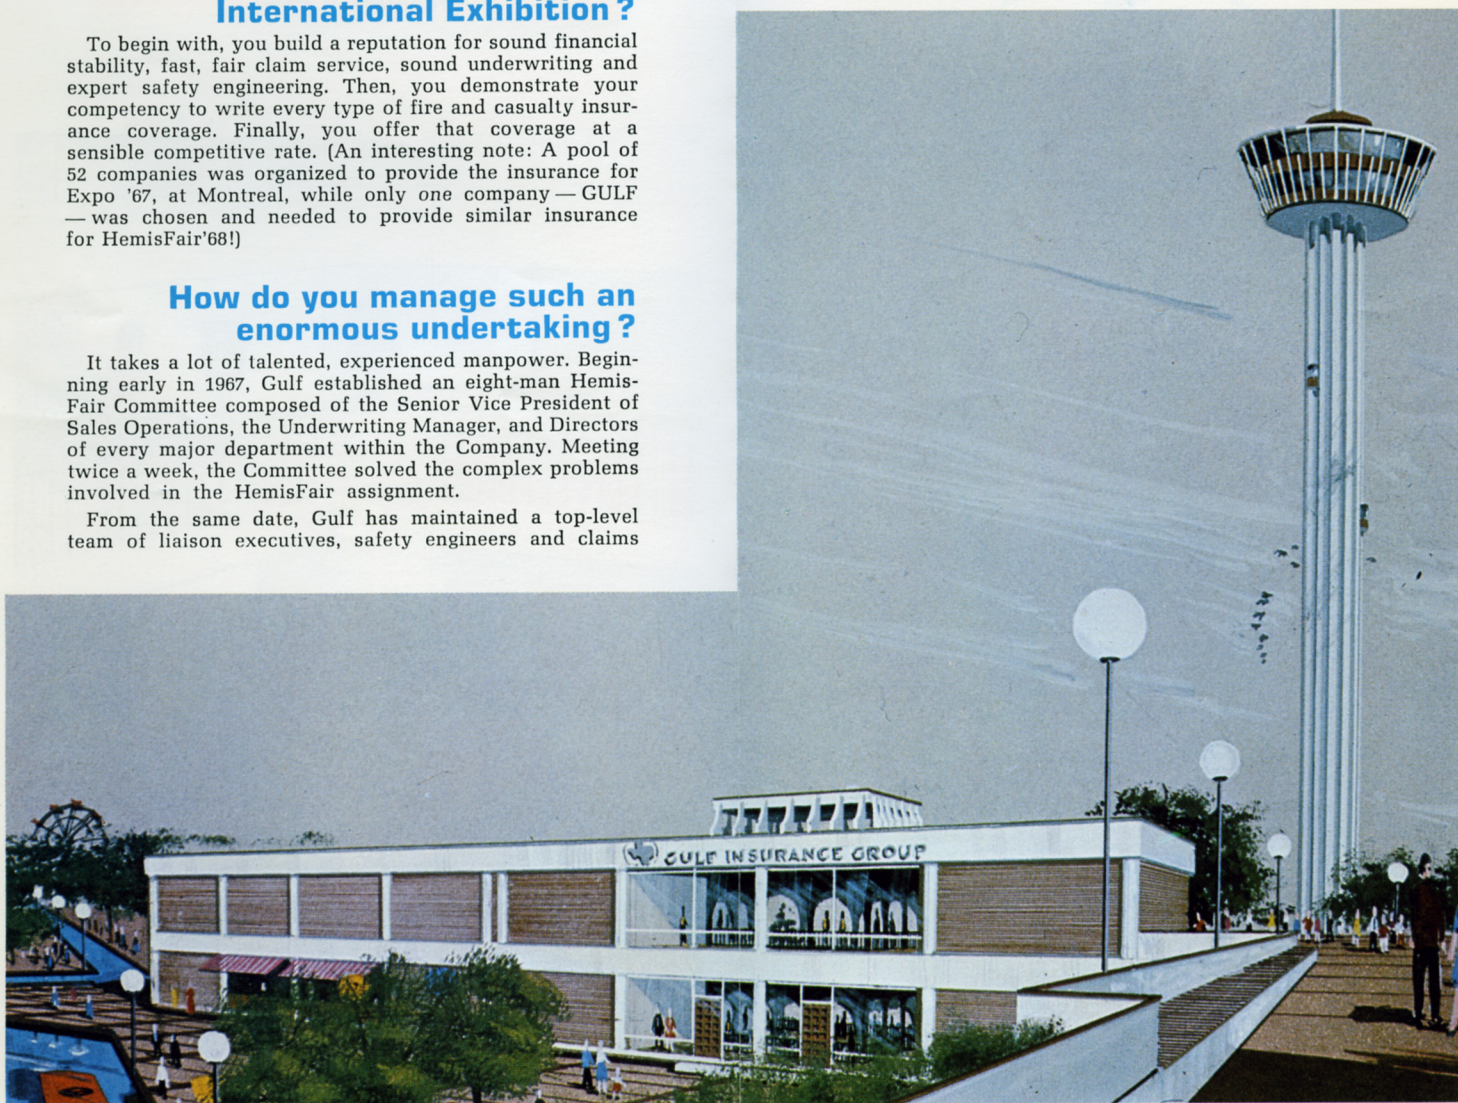 International Exhibition?
To begin with, you build a reputation for sound financial
stability, fast, fair claim service, sound underwriting and
expert safety engineering. Then, you demonstrate your
competency to write every type of fire and casualty insur-
ance coverage. Finally, you offer that coverage at a
sensible competitive rate. (An interesting note: A pool of
52 companies was organized to provide the insurance for
Expo '67, at Montreal, while only one company — GULF
— was chosen and needed to provide similar insurance
for HemisFair'68!)
How do you manage such an
enormous undertaking?
It takes a lot of talented, experienced manpower. Begin-
ning early in 1967, Gulf established an eight-man Hemis-
Fair Committee composed of the Senior Vice President of
Sales Operations, the Underwriting Manager, and Directors
of every major department within the Company. Meeting
twice a week, the Committee solved the complex problems
involved in the HemisFair assignment.
From the same date, Gulf has maintained a top-level
team of liaison executives, safety engineers and claims
GULF INSURANCE GROUP